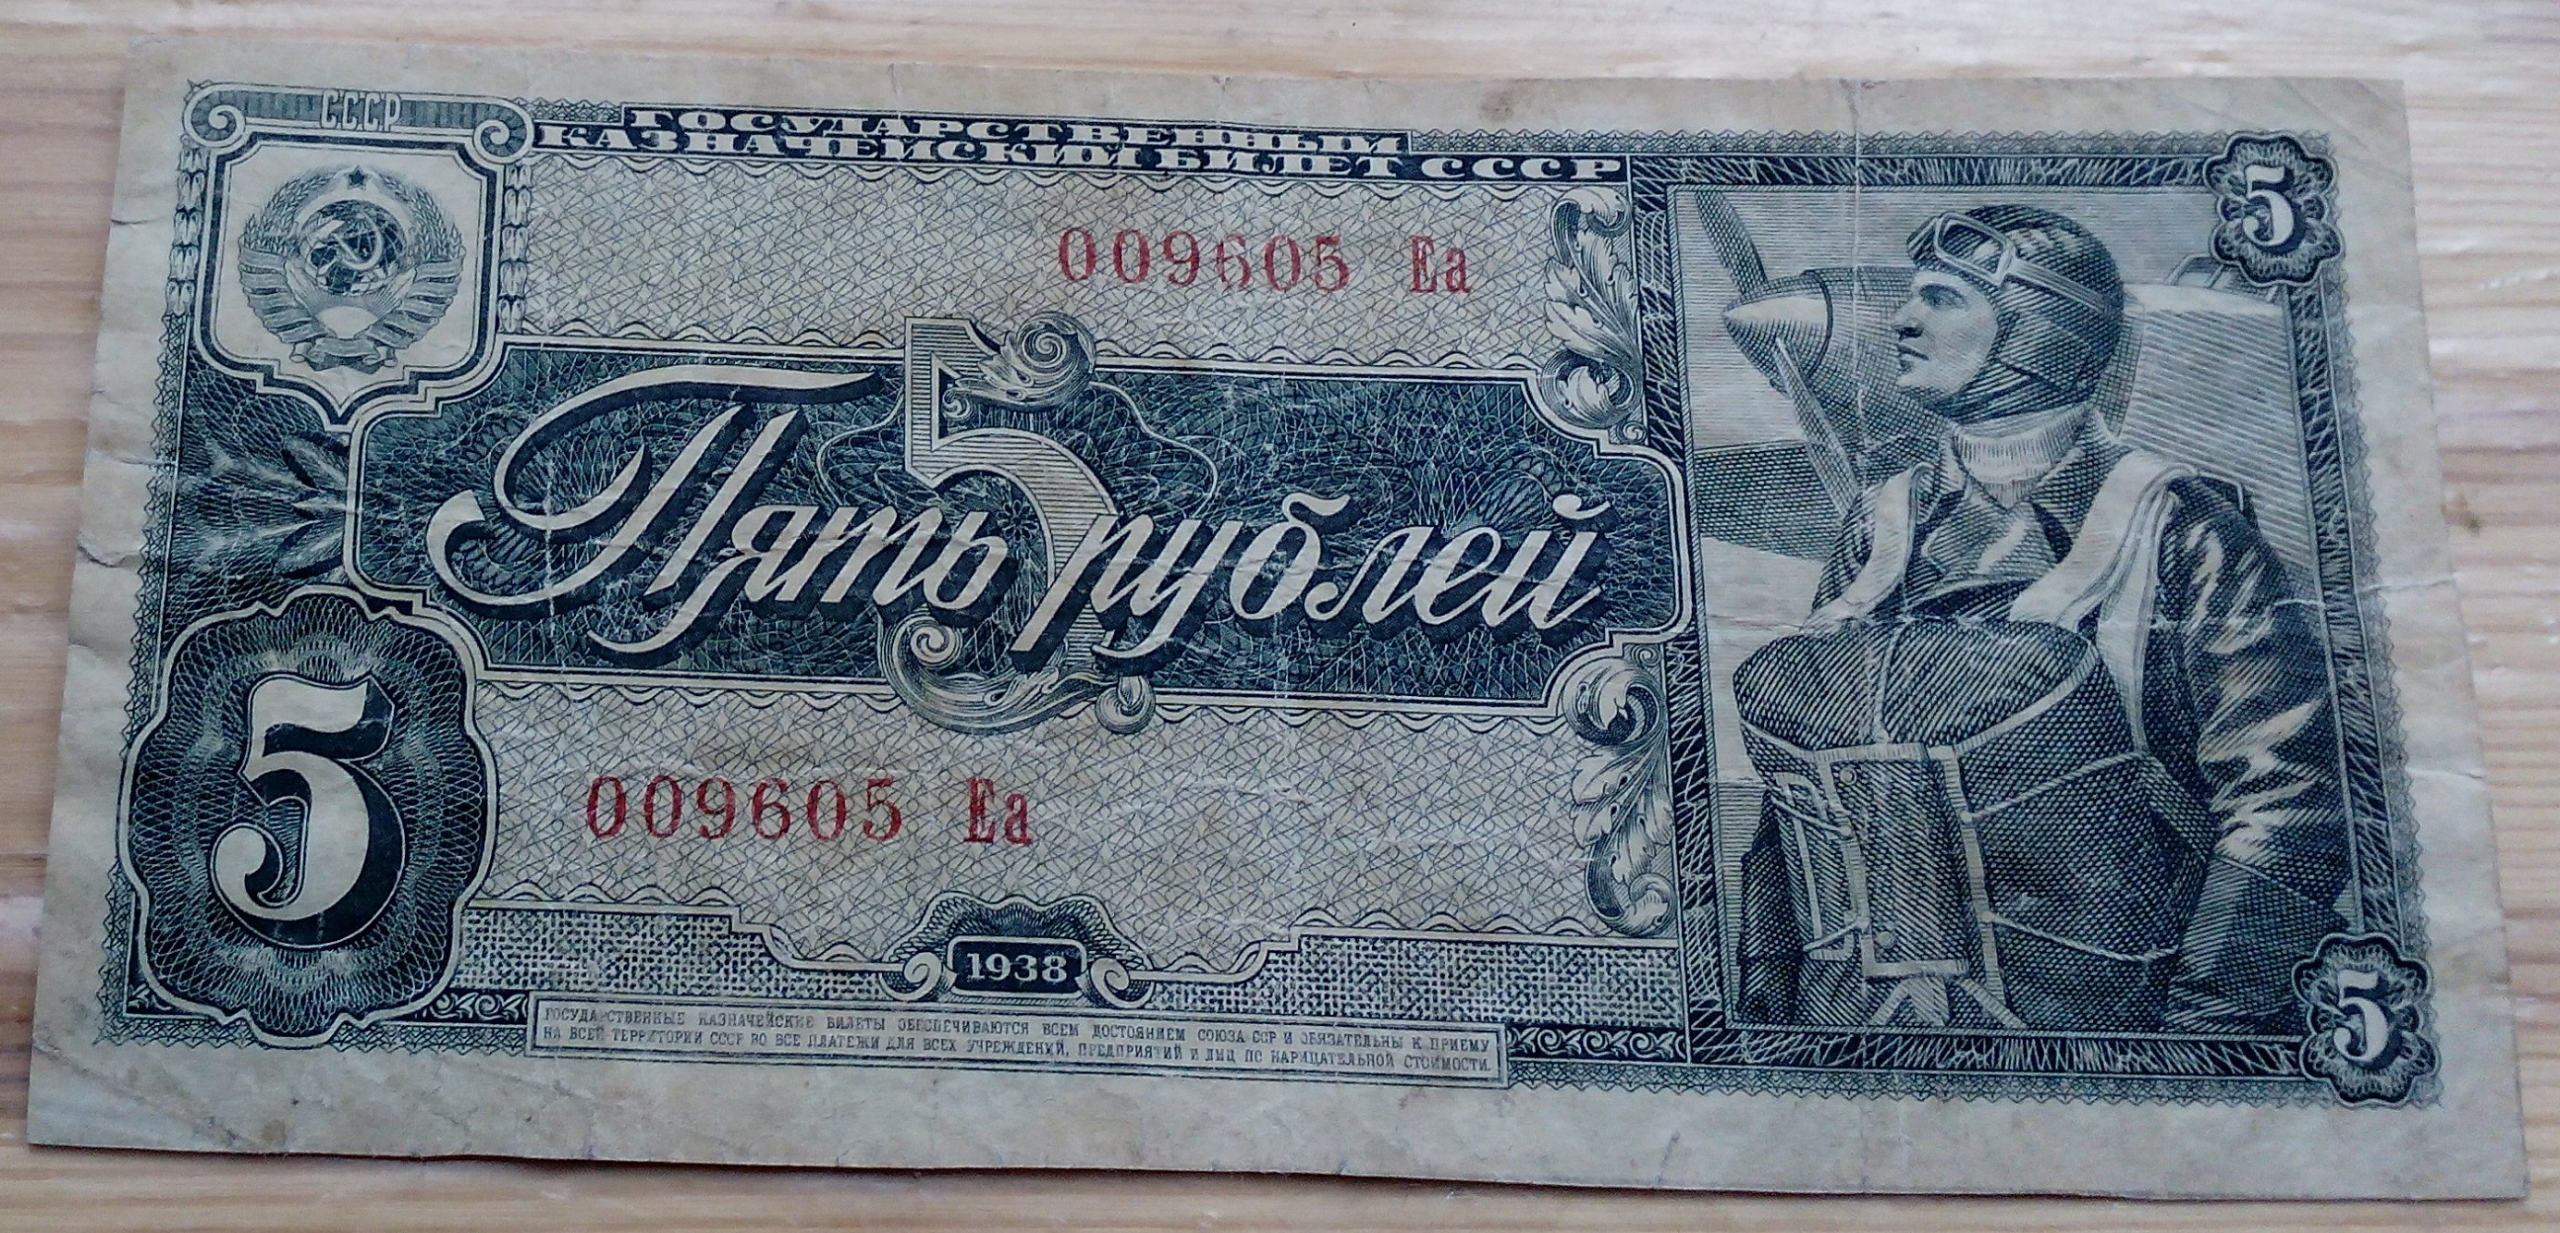 СССР
ГОСУДАРСТВЕННЫЙ
КАЗНАЧЕЙСКИЙ БИЛЕТ СССР
5
009605 Еа
Пять 5 рублей
5
009605 Еа
1938
5
ГОСУДАРСТВЕННЫЕ КАЗНАЧЕЙСКИЕ БИЛЕТЫ ОБЕСПЕЧИВАЮТСЯ ВСЕМ ДОСТОЯНИЕМ СОЮЗА ССР И ОБЯЗАТЕЛЬНЫ К ПРИЕМУ
НА ВСЕЙ ТЕРРИТОРИИ СССР ВО ВСЕ ПЛАТЕЖИ ДЛЯ ВСЕХ УЧРЕЖДЕНИЙ, ПРЕДПРИЯТИЙ И ЛИЦ ПО НАРИЦАТЕЛЬНОЙ СТОИМОСТИ.